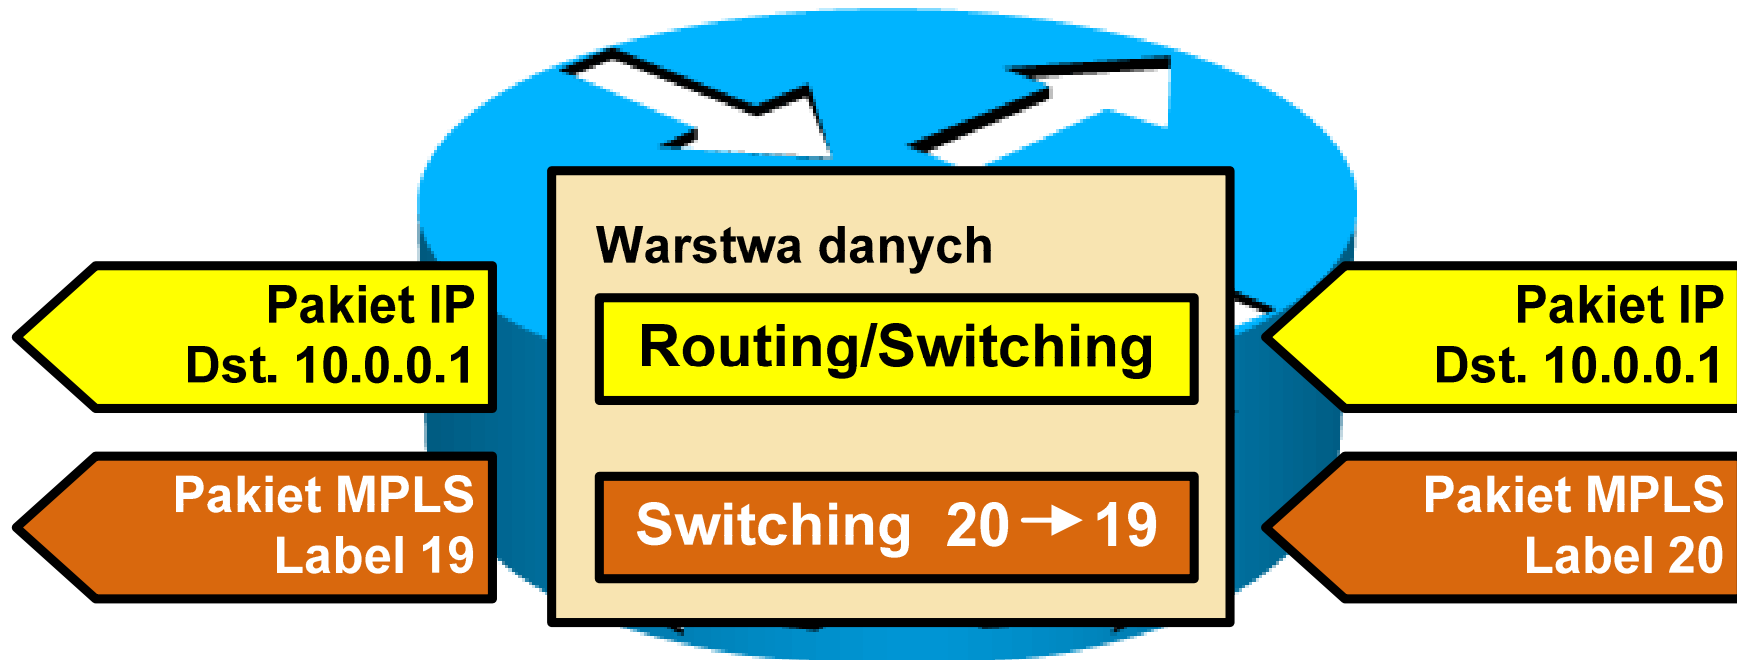 Warstwa danych
Pakiet IP
Dst. 10.0.0.1
Routing/Switching
Pakiet IP
Dst. 10.0.0.1
Pakiet MPLS
Label 19
Switching 20 → 19
Pakiet MPLS
Label 20